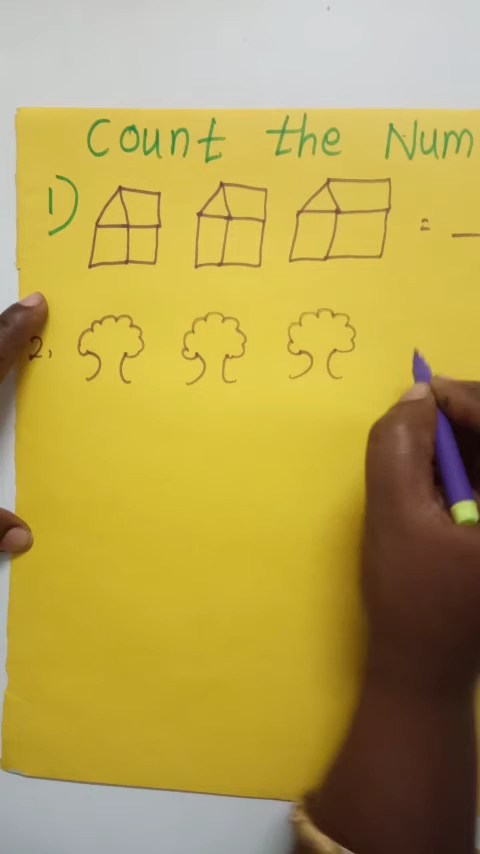 Count the Num
1) = _
2.